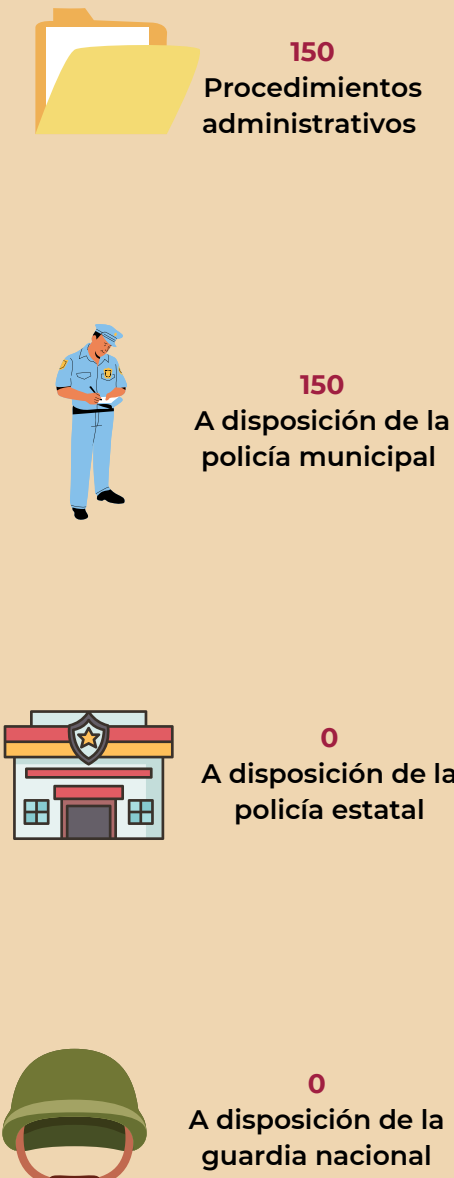 150
Procedimientos
administrativos
150
A disposición de la
policía municipal
0
A disposición de la
policía estatal
0
A disposición de la
guardia nacional